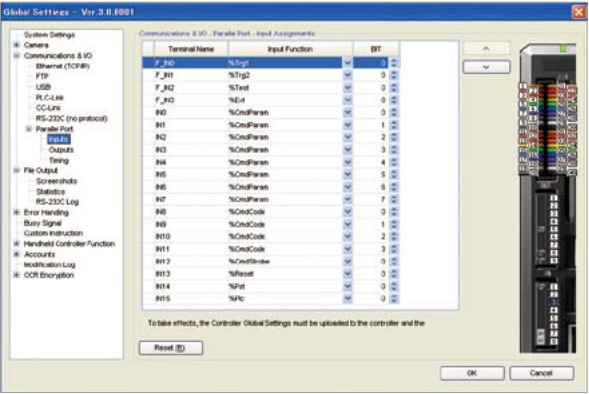 Global Settings - Ver 3.0.0001
System Settings
Camera
Communications & I/O
Ethernet (TCP/IP)
FTP
USB
PLC-Link
CC-Link
RS-232C (no protocol)
Parallel Port
Inputs
Outputs
Timing
File Output
Screenshots
Statistics
RS-232C Log
Error Handling
Busy Signal
Custom Instruction
Handheld Controller Function
Accounts
Modification Log
OCR Encryption
Communications & I/O - Parallel Port - Input Assignments
Terminal Name Input Function BIT
F_IN0 %Trg1 0
F_IN1 %Trg2 0
F_IN2 %Test 0
F_IN3 %Ext 0
IN0 %CmdParam 0
IN1 %CmdParam 1
IN2 %CmdParam 2
IN3 %CmdParam 3
IN4 %CmdParam 4
IN5 %CmdParam 5
IN6 %CmdParam 6
IN7 %CmdParam 7
IN8 %CmdCode 0
IN9 %CmdCode 1
IN10 %CmdCode 2
IN11 %CmdCode 3
IN12 %CmdStrobe 0
IN13 %Reset 0
IN14 %Pst 0
IN15 %Plc 0
To take effects, the Controller Global Settings must be uploaded to the controller and the
Reset (R)
OK Cancel